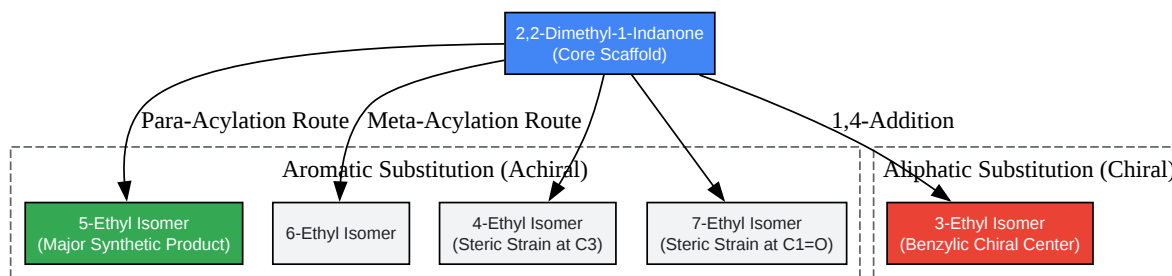 2,2-Dimethyl-1-Indanone
(Core Scaffold)
Para-Acylation Route
Meta-Acylation Route
1,4-Addition
Aromatic Substitution (Achiral)
Aliphatic Substitution (Chiral)
5-Ethyl Isomer
(Major Synthetic Product)
6-Ethyl Isomer
4-Ethyl Isomer
(Steric Strain at C3)
7-Ethyl Isomer
(Steric Strain at C1=O)
3-Ethyl Isomer
(Benzylic Chiral Center)